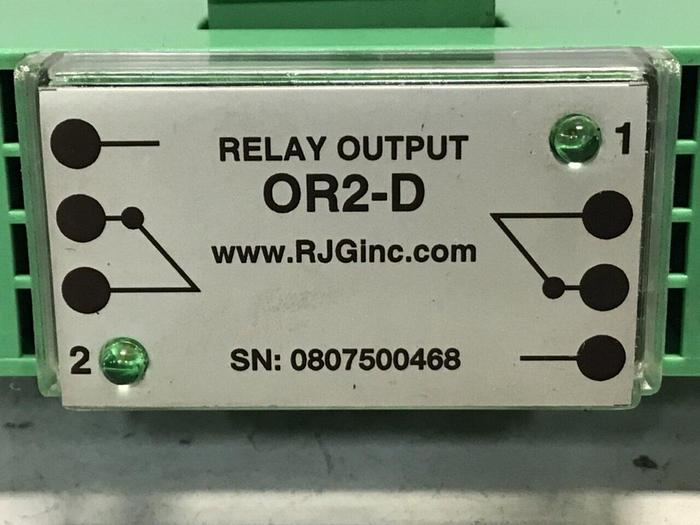 RELAY OUTPUT
1
OR2-D
www.RJGinc.com
2
SN: 0807500468